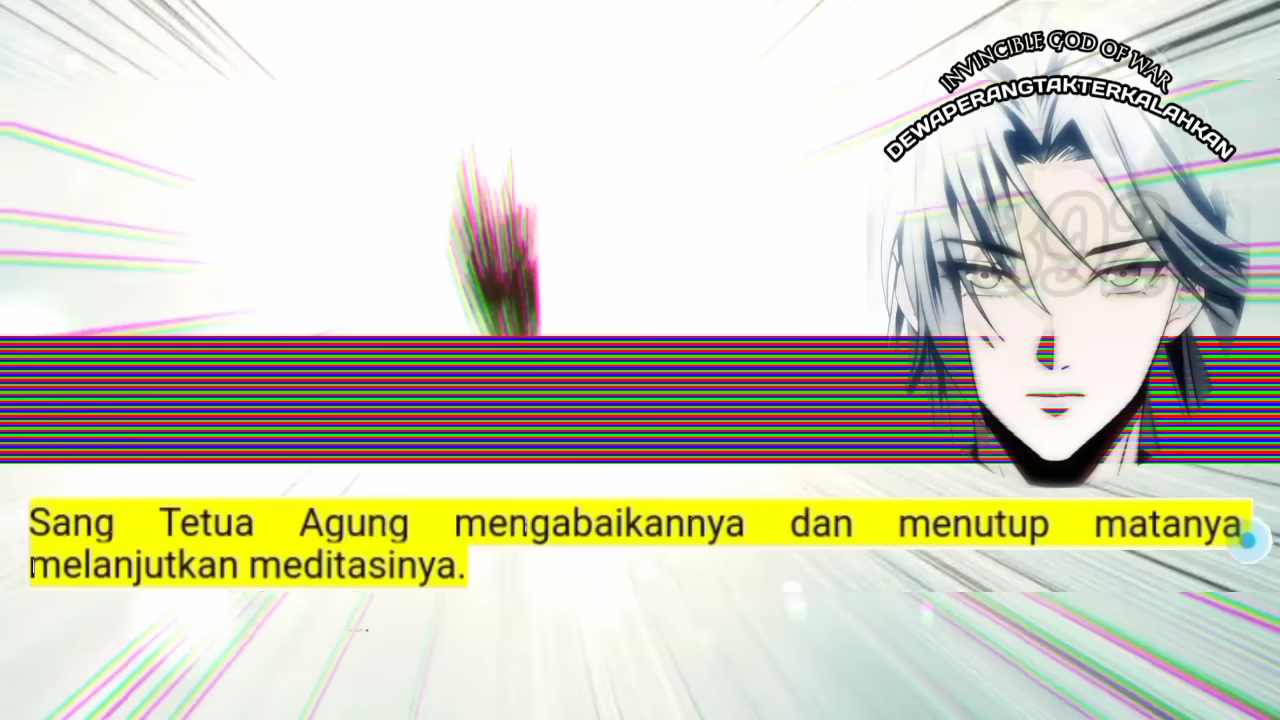 INVINCIBLE GOD OF WAR
DEWAPERANGTAKTERKALAHKAN
Sang Tetua Agung mengabaikannya dan menutup matanya
melanjutkan meditasinya.